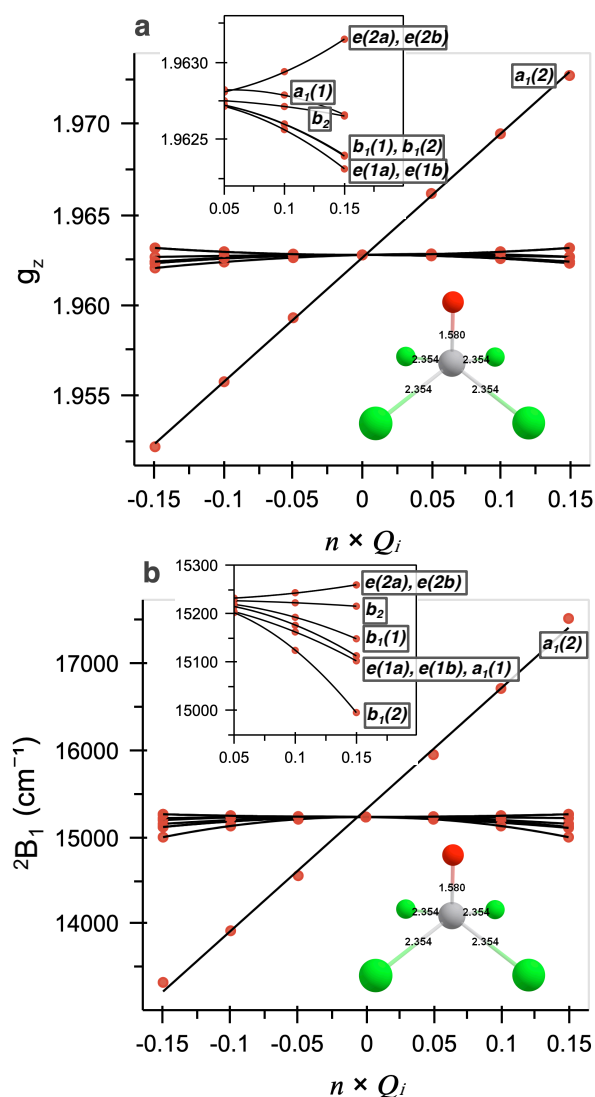 a
1.9630
1.9625
0.05
0.1
0.15
e(2a), e(2b)
a₁(1)
b₂
b₁(1), b₁(2)
e(1a), e(1b)
a₁(2)
1.970
1.965
1.960
1.955
g_z
1.580
2.354 2.354
2.354 2.354
-0.15 -0.1 -0.05 0 0.05 0.1 0.15
n × Q_i
b
15300
15200
15100
15000
0.05 0.1 0.15
e(2a), e(2b)
b₂
b₁(1)
e(1a), e(1b), a₁(1)
b₁(2)
a₁(2)
17000
16000
15000
14000
²B₁ (cm⁻¹)
1.580
2.354 2.354
2.354 2.354
-0.15 -0.1 -0.05 0 0.05 0.1 0.15
n × Q_i